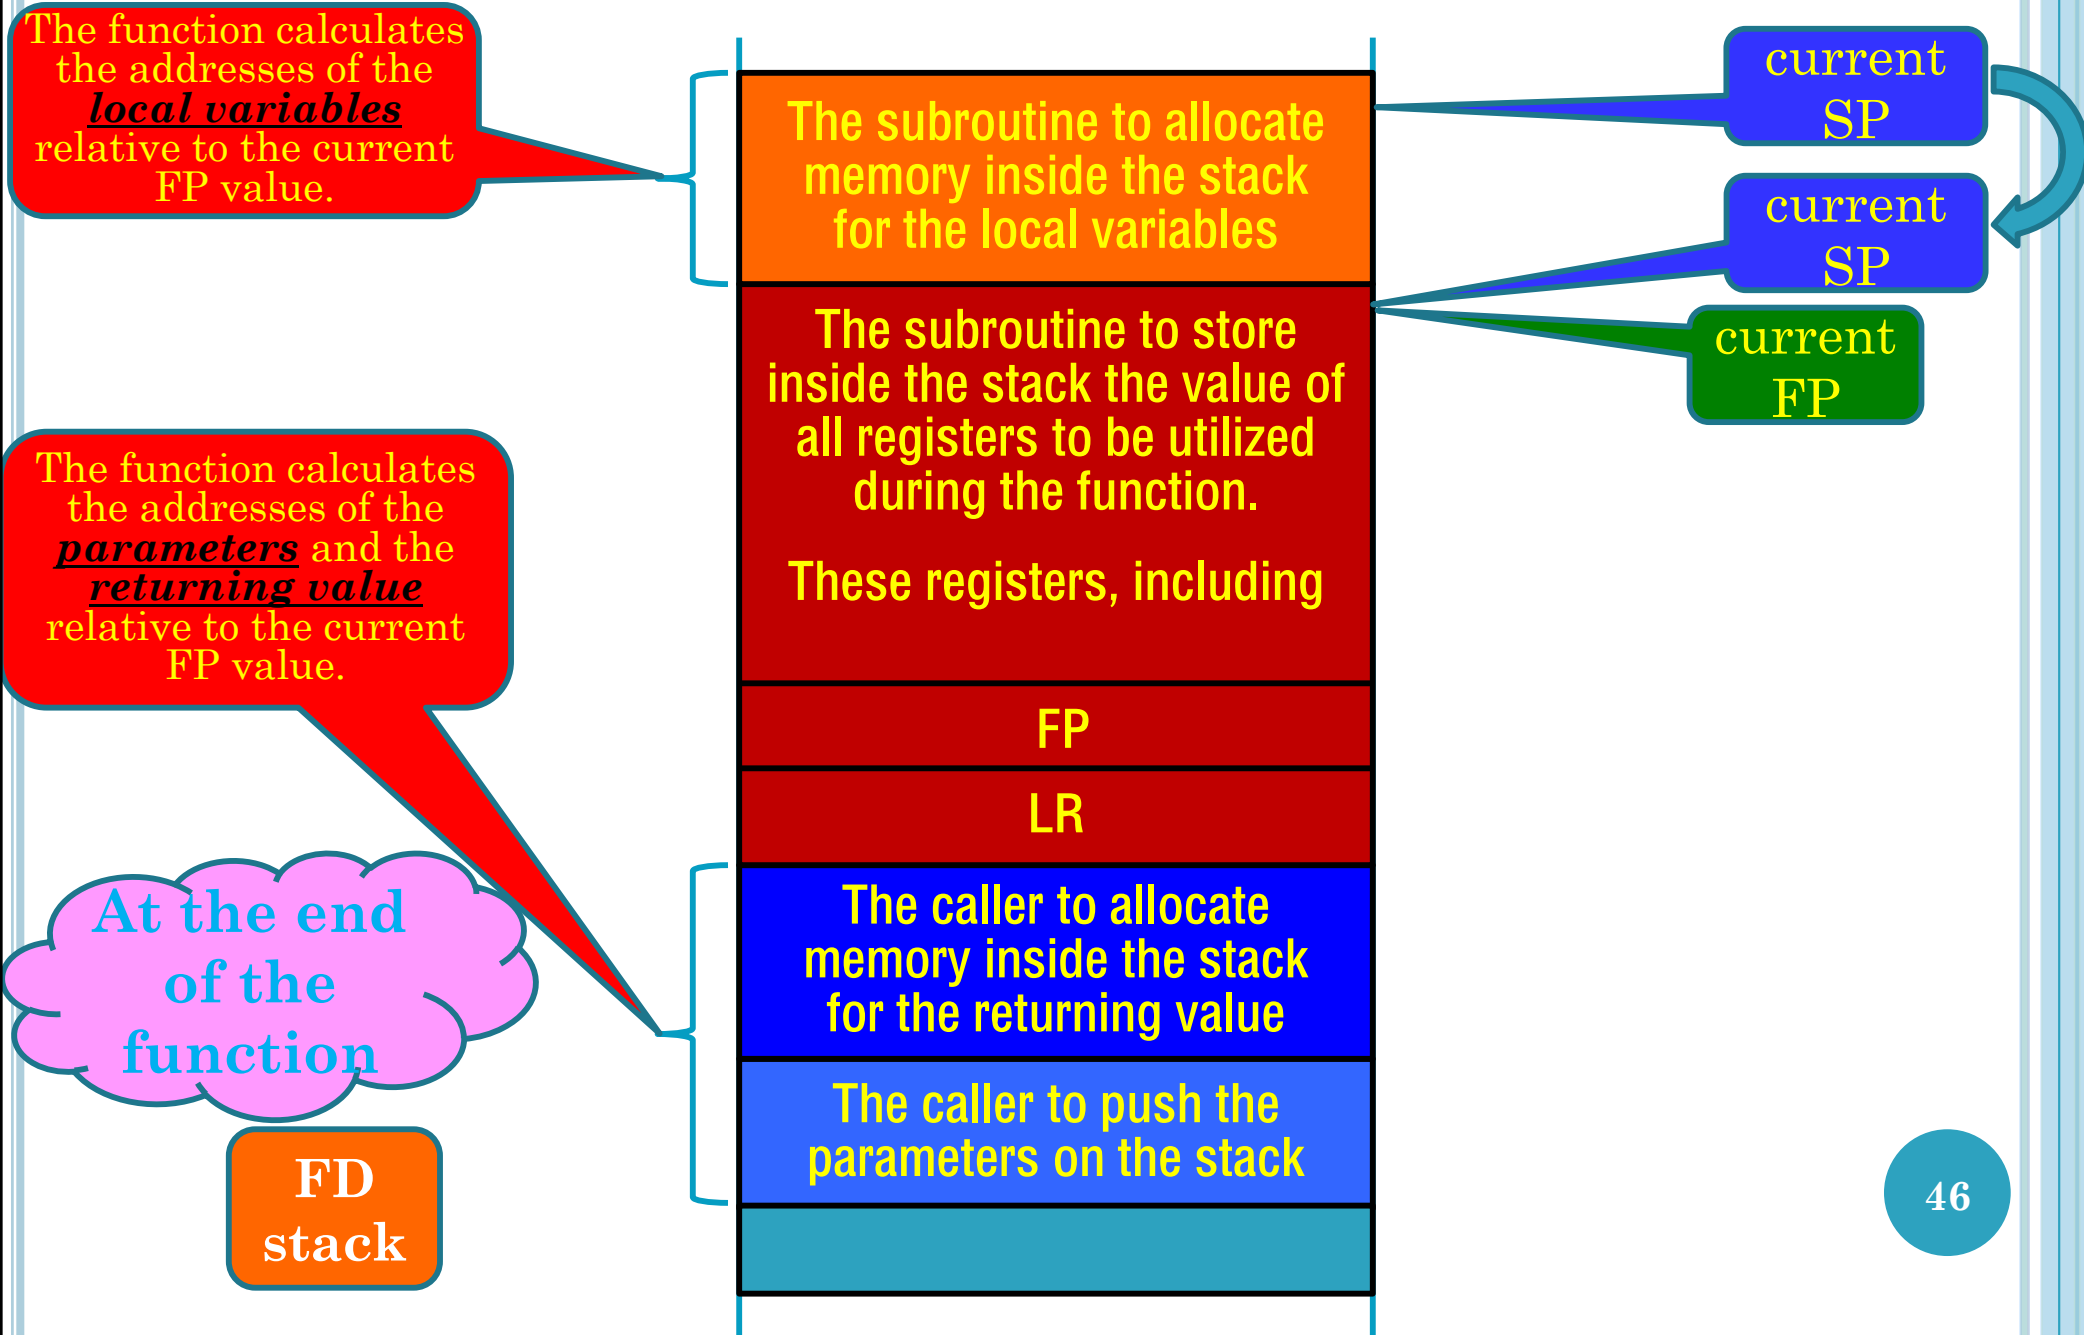 The function calculates
the addresses of the
local variables
relative to the current
FP value.
The subroutine to allocate
memory inside the stack
for the local variables
current
SP
current
SP
current
FP
The subroutine to store
inside the stack the value of
all registers to be utilized
during the function.
These registers, including
The function calculates
the addresses of the
parameters and the
returning value
relative to the current
FP value.
FP
LR
At the end
of the
function
The caller to allocate
memory inside the stack
for the returning value
The caller to push the
parameters on the stack
FD
stack
46